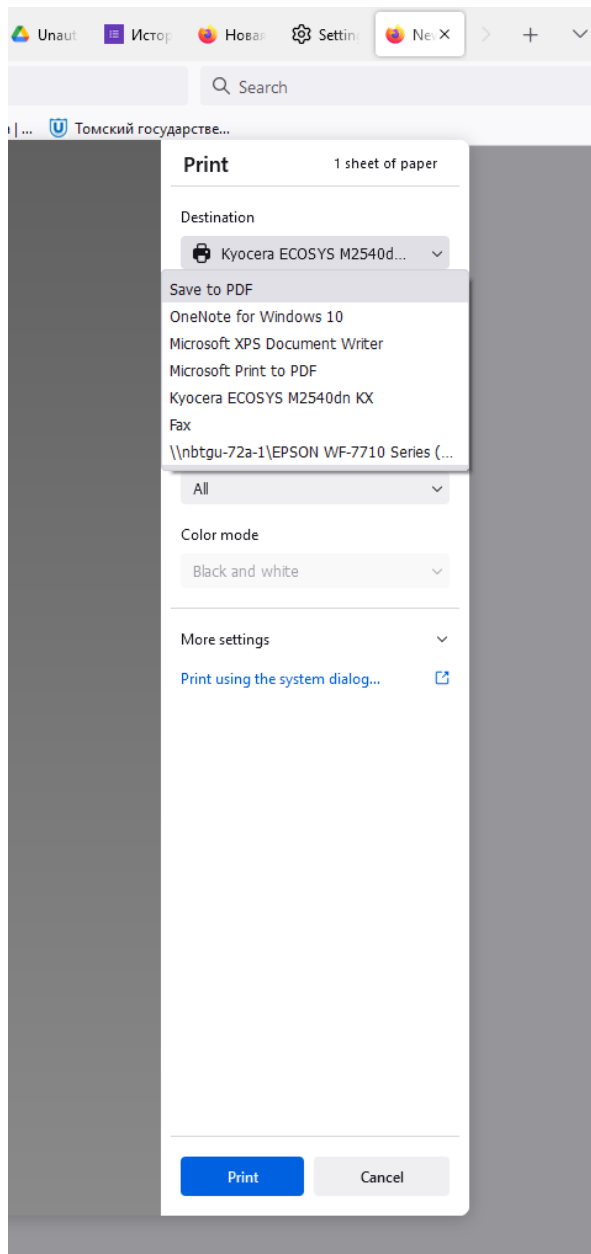 Unaut Истор Новая Setting Nev
Search
а | ... Томский государстве...
Print 1 sheet of paper
Destination
Kyocera ECOSYS M2540d...
Save to PDF
OneNote for Windows 10
Microsoft XPS Document Writer
Microsoft Print to PDF
Kyocera ECOSYS M2540dn KX
Fax
\\nbtgu-72a-1\EPSON WF-7710 Series (...
All
Color mode
Black and white
More settings
Print using the system dialog...
Print Cancel